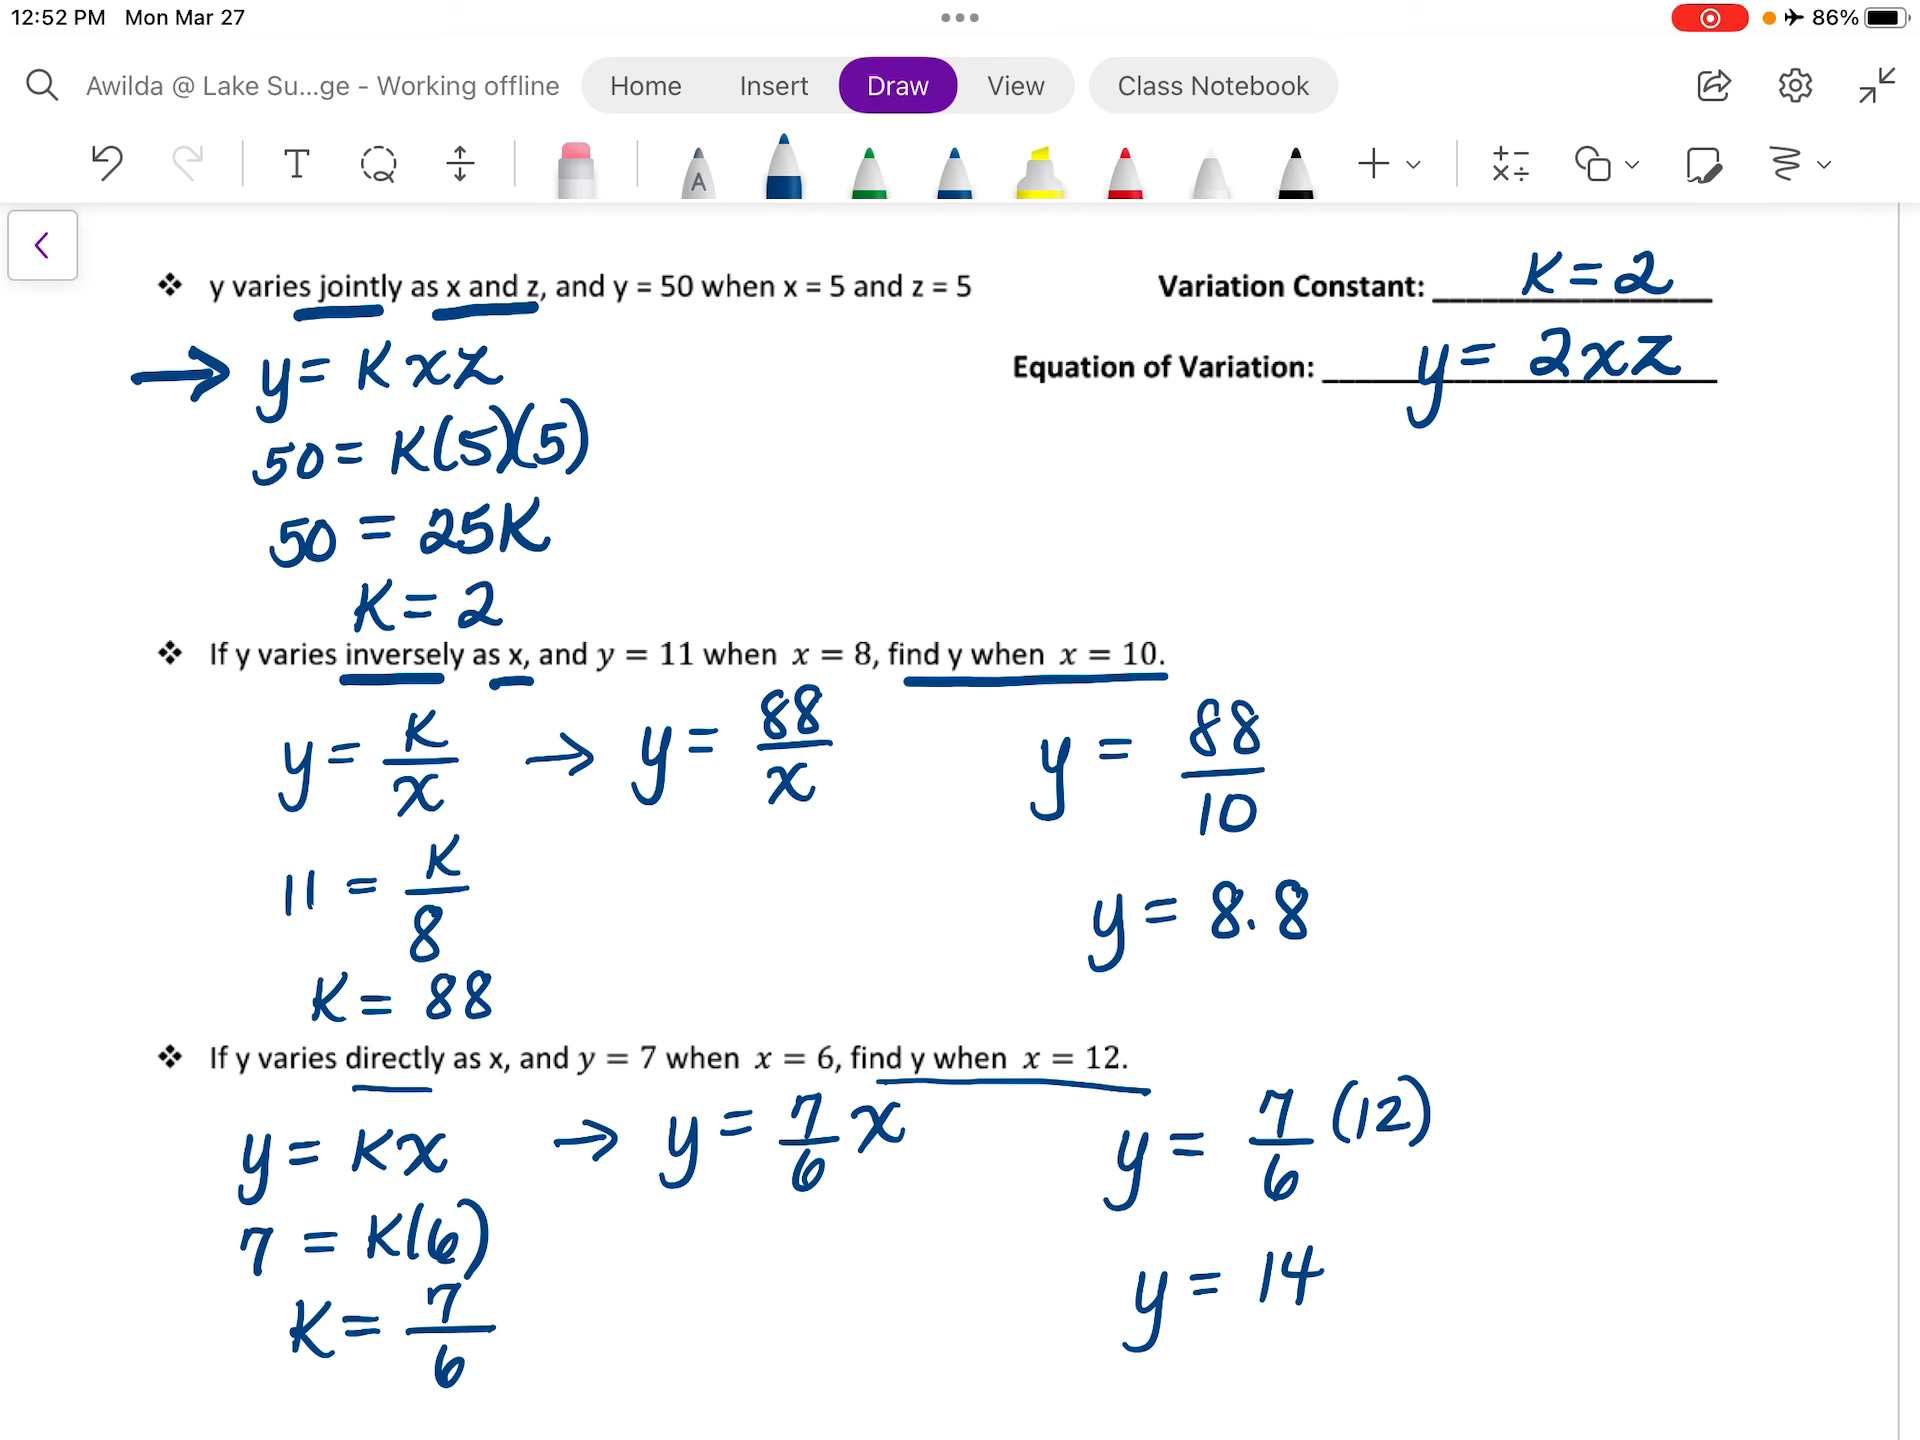 12:52 PM Mon Mar 27
86%
Awilda @ Lake Su...ge - Working offline
Home Insert Draw View Class Notebook
T A
❖ y varies jointly as x and z, and y = 50 when x = 5 and z = 5
Variation Constant: K = 2
Equation of Variation: y = 2xz
→ y = K x z
50 = K(5)(5)
50 = 25K
K = 2
❖ If y varies inversely as x, and y = 11 when x = 8, find y when x = 10.
y = K/x → y = 88/x y = 88/10
11 = K/8 y = 8.8
K = 88
❖ If y varies directly as x, and y = 7 when x = 6, find y when x = 12.
y = Kx → y = 7/6 x y = 7/6 (12)
7 = K(6) y = 14
K = 7/6